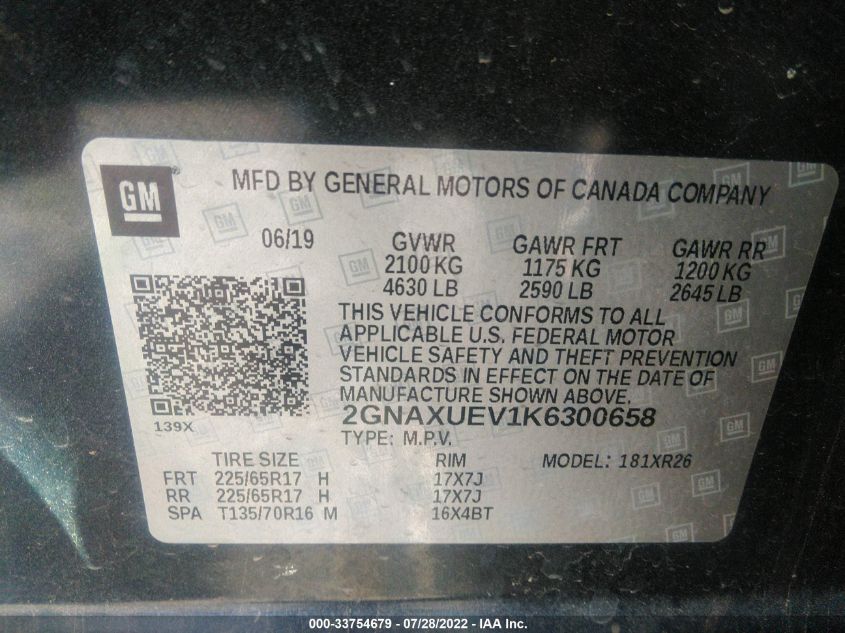 GM
MFD BY GENERAL MOTORS OF CANADA COMPANY
06/19 GVWR GAWR FRT GAWR RR
2100 KG 1175 KG 1200 KG
4630 LB 2590 LB 2645 LB
THIS VEHICLE CONFORMS TO ALL
APPLICABLE U.S. FEDERAL MOTOR
VEHICLE SAFETY AND THEFT PREVENTION
STANDARDS IN EFFECT ON THE DATE OF
MANUFACTURE SHOWN ABOVE.
139X
2GNAXUEV1K6300658
TYPE: M.P.V.
TIRE SIZE RIM MODEL: 181XR26
FRT 225/65R17 H 17X7J
RR 225/65R17 H 17X7J
SPA T135/70R16 M 16X4BT
000-33754679 - 07/28/2022 - IAA Inc.